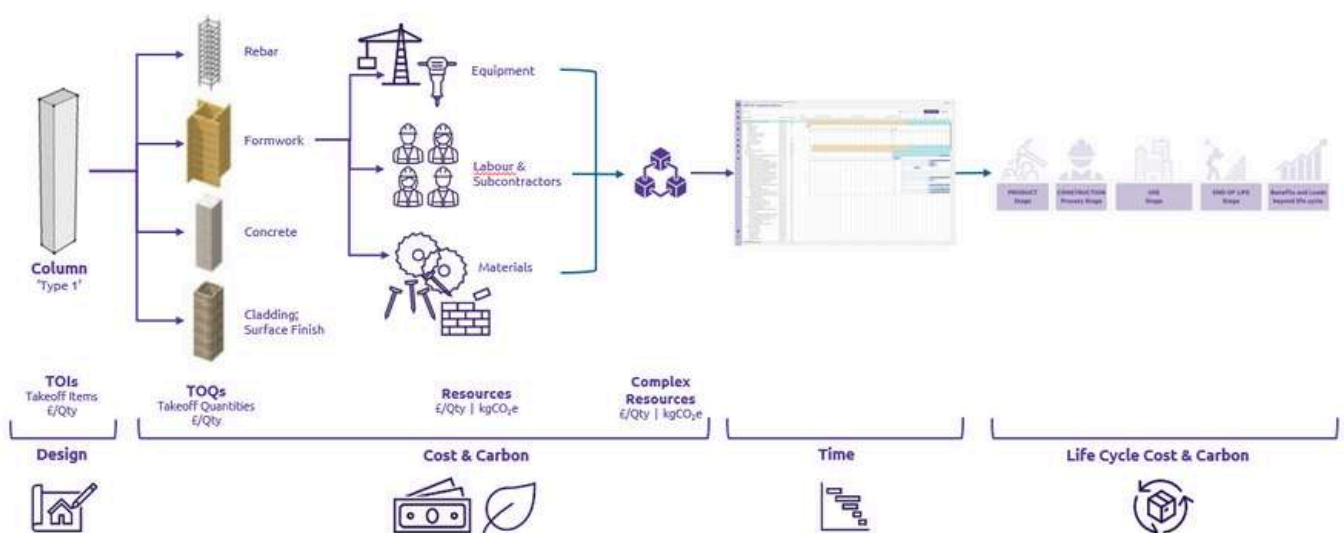 Rebar
Equipment
Formwork
Labour &
Subcontractors
Concrete
Materials
Column
'Type 1'
Cladding;
Surface Finish
PRODUCT
Stage
CONSTRUCTION
Process Stage
USE
Stage
END OF LIFE
Stage
Benefits and Loads
beyond life cycle
TOIs
Takeoff Items
£/Qty
TOQs
Takeoff Quantities
£/Qty
Resources
£/Qty | kgCO₂e
Complex
Resources
£/Qty | kgCO₂e
Design
Cost & Carbon
Time
Life Cycle Cost & Carbon